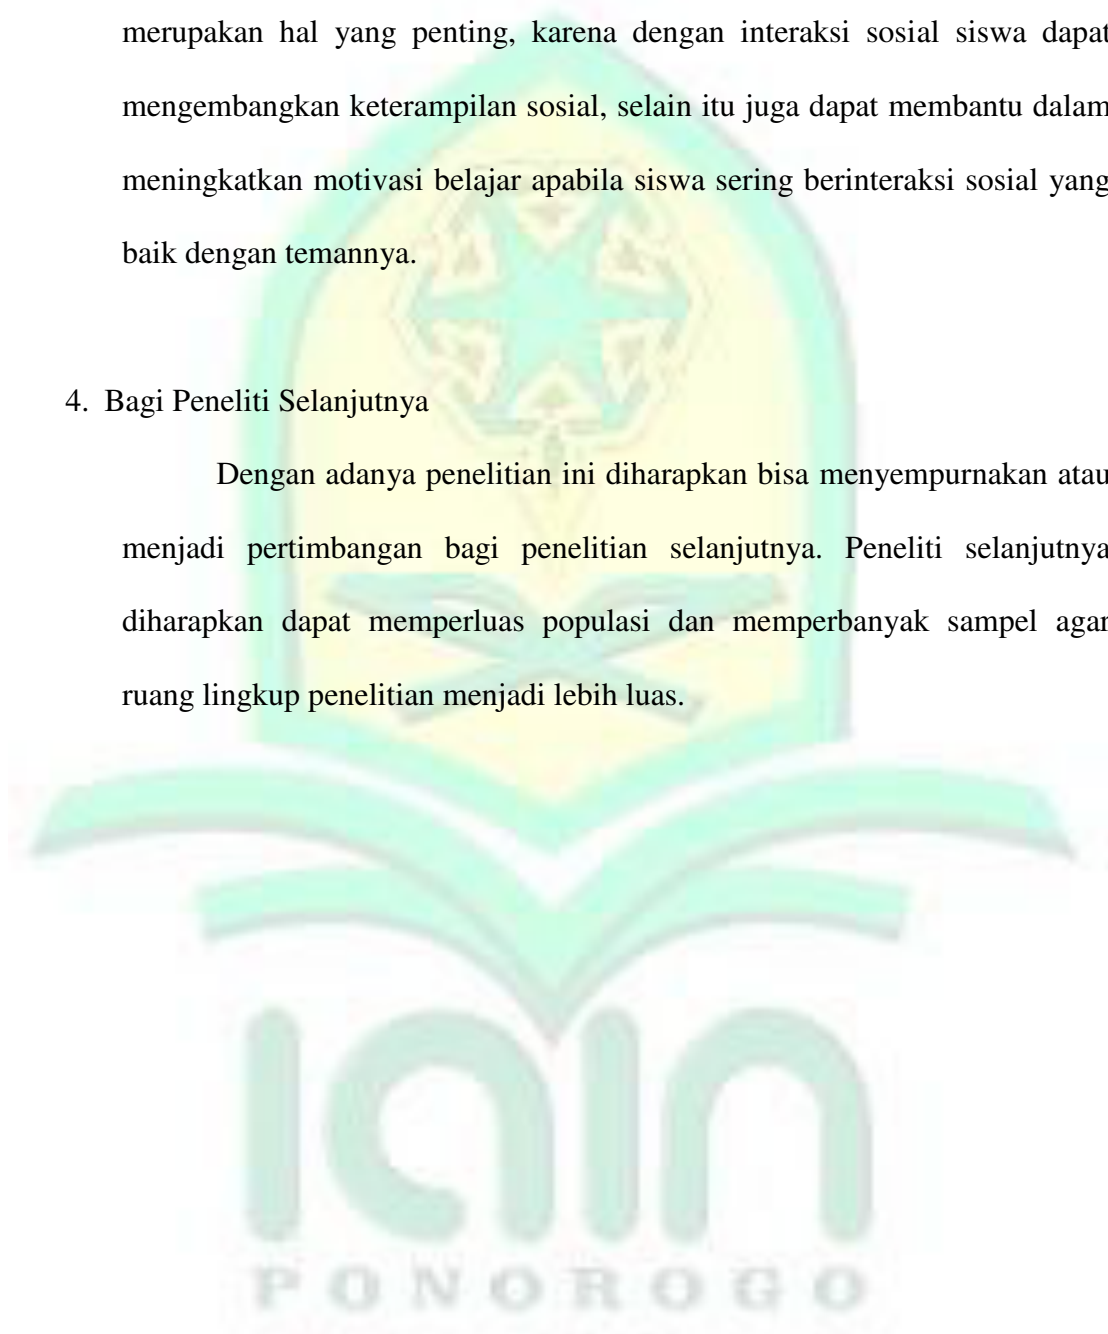 merupakan hal yang penting, karena dengan interaksi sosial siswa dapat
mengembangkan keterampilan sosial, selain itu juga dapat membantu dalam
meningkatkan motivasi belajar apabila siswa sering berinteraksi sosial yang
baik dengan temannya.
4. Bagi Peneliti Selanjutnya
Dengan adanya penelitian ini diharapkan bisa menyempurnakan atau
menjadi pertimbangan bagi penelitian selanjutnya. Peneliti selanjutnya
diharapkan dapat memperluas populasi dan memperbanyak sampel agar
ruang lingkup penelitian menjadi lebih luas.
iain
PONOROGO